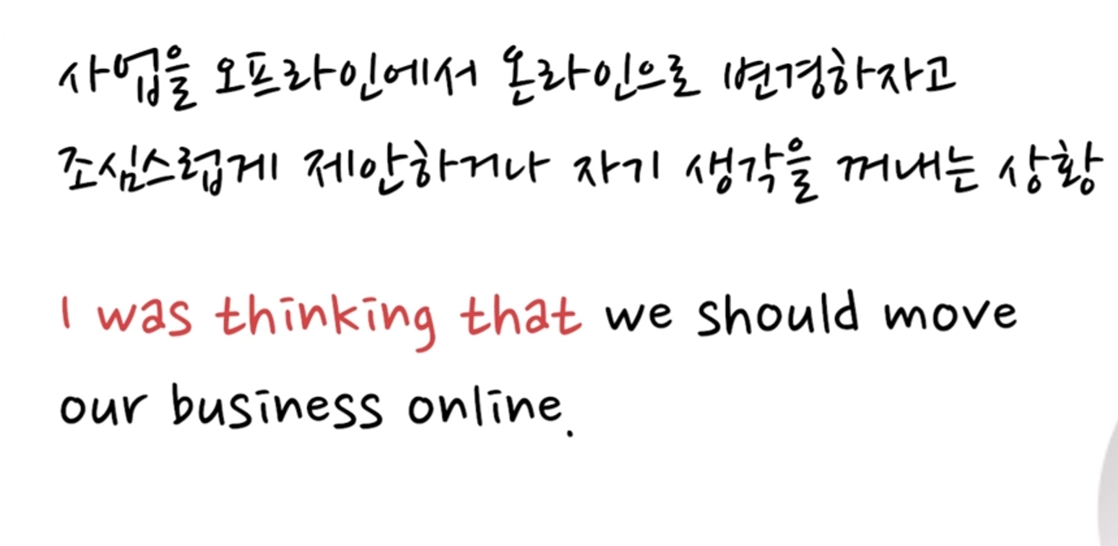 사업을 오프라인에서 온라인으로 변경하자고
조심스럽게 제안하거나 자기 생각을 꺼내는 상황
I was thinking that we should move
our business online.